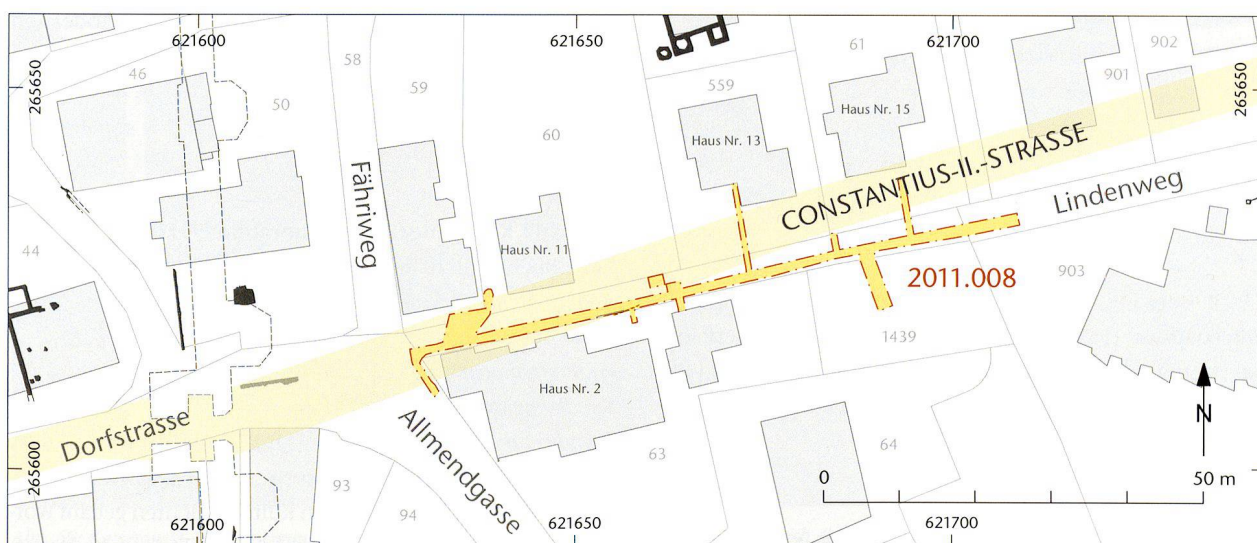 621600
621650
621700
265650
265650
46
58
59
50
60
559
61
902
901
Haus Nr. 13
Haus Nr. 15
CONSTANTIUS-II.-STRASSE
Lindenweg
Fähriweg
Haus Nr. 11
44
2011.008
903
1439
Haus Nr. 2
N
Dorfstrasse
Allmendgasse
63
64
265600
93
94
0
50 m
621600
621650
621700